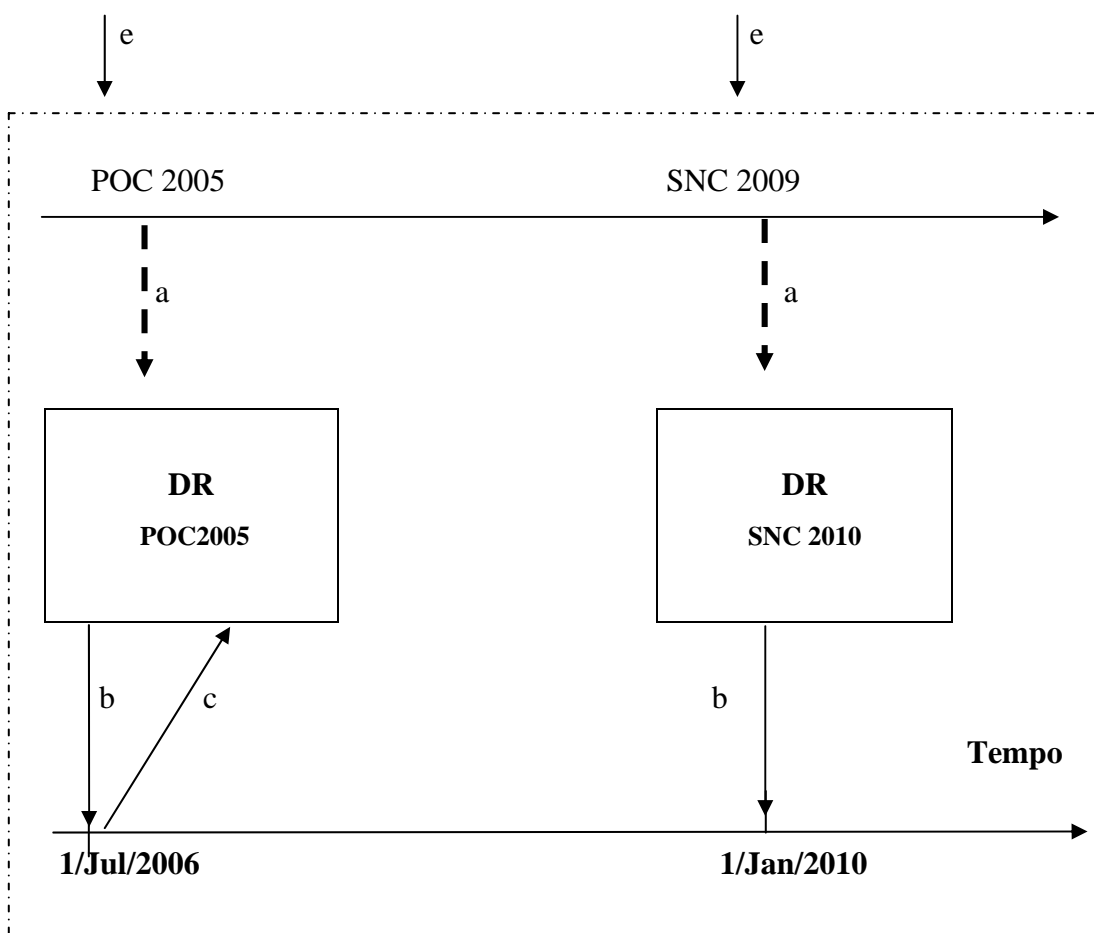 e e
POC 2005 SNC 2009
a a
DR DR
POC2005 SNC 2010
b c b
Tempo
1/Jul/2006 1/Jan/2010